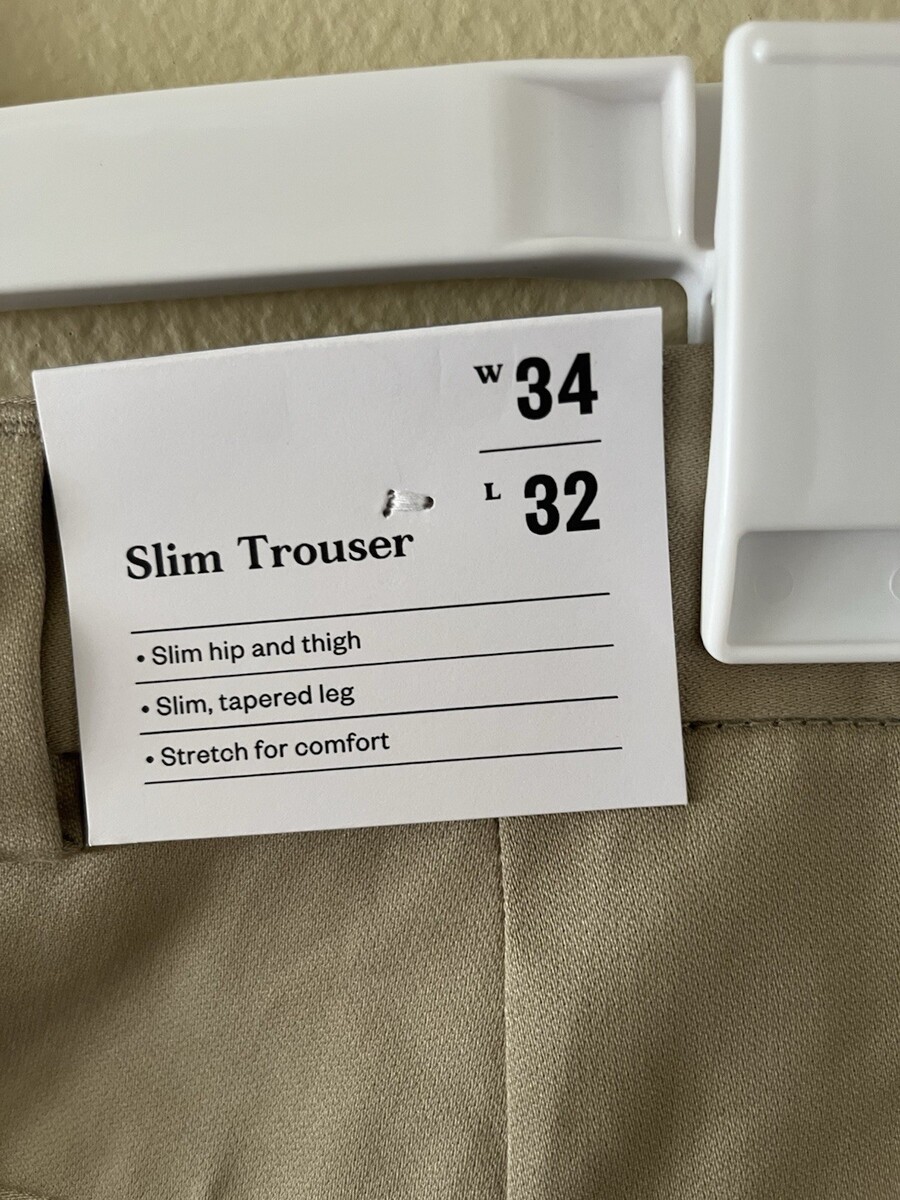 W 34
L 32
Slim Trouser
• Slim hip and thigh
• Slim, tapered leg
• Stretch for comfort